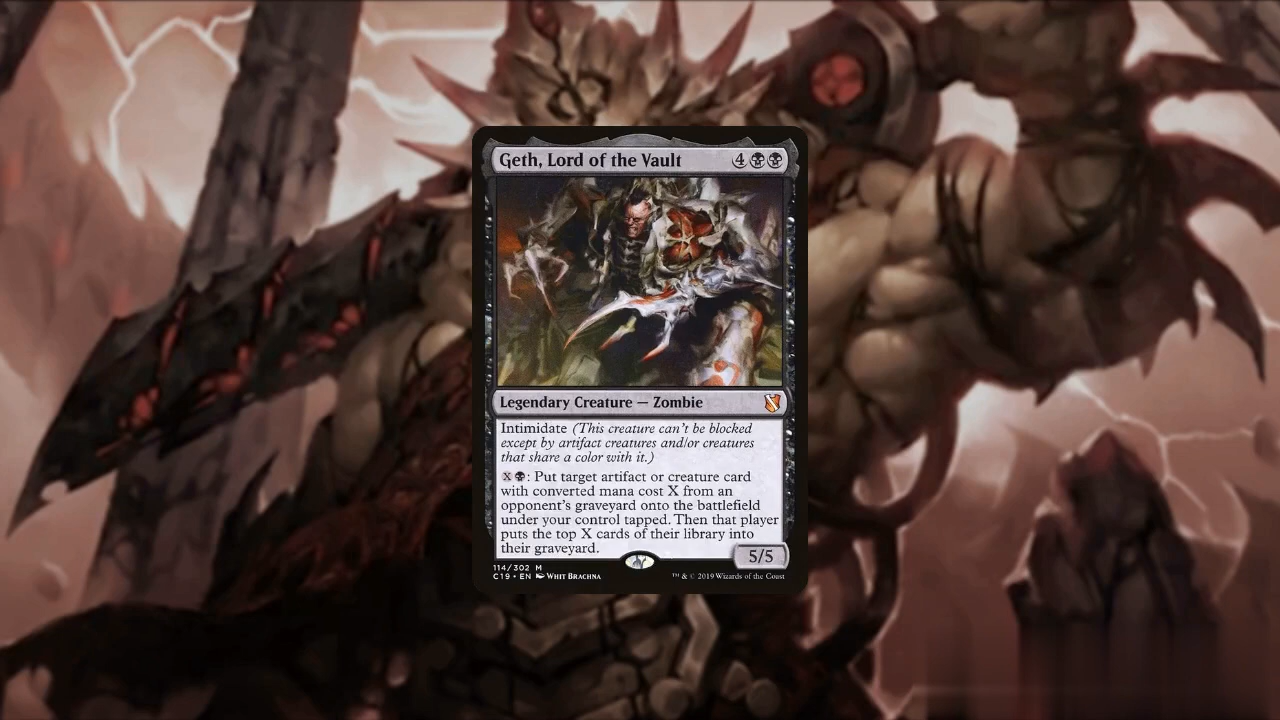 Geth, Lord of the Vault 4
Legendary Creature — Zombie
Intimidate (This creature can't be blocked
except by artifact creatures and/or creatures
that share a color with it.)
X: Put target artifact or creature card
with converted mana cost X from an
opponent's graveyard onto the battlefield
under your control tapped. Then that player
puts the top X cards of their library into
their graveyard.
5/5
114/302 M
C19 • EN Whit Brachna
™ & © 2019 Wizards of the Coast